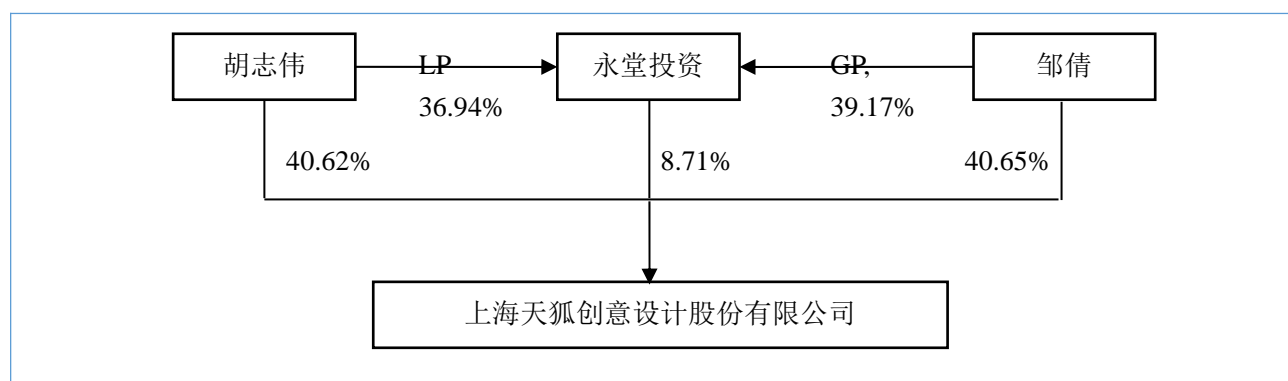 胡志伟
LP
永堂投资
GP,
邹倩
36.94%
39.17%
40.62%
8.71%
40.65%
上海天狐创意设计股份有限公司